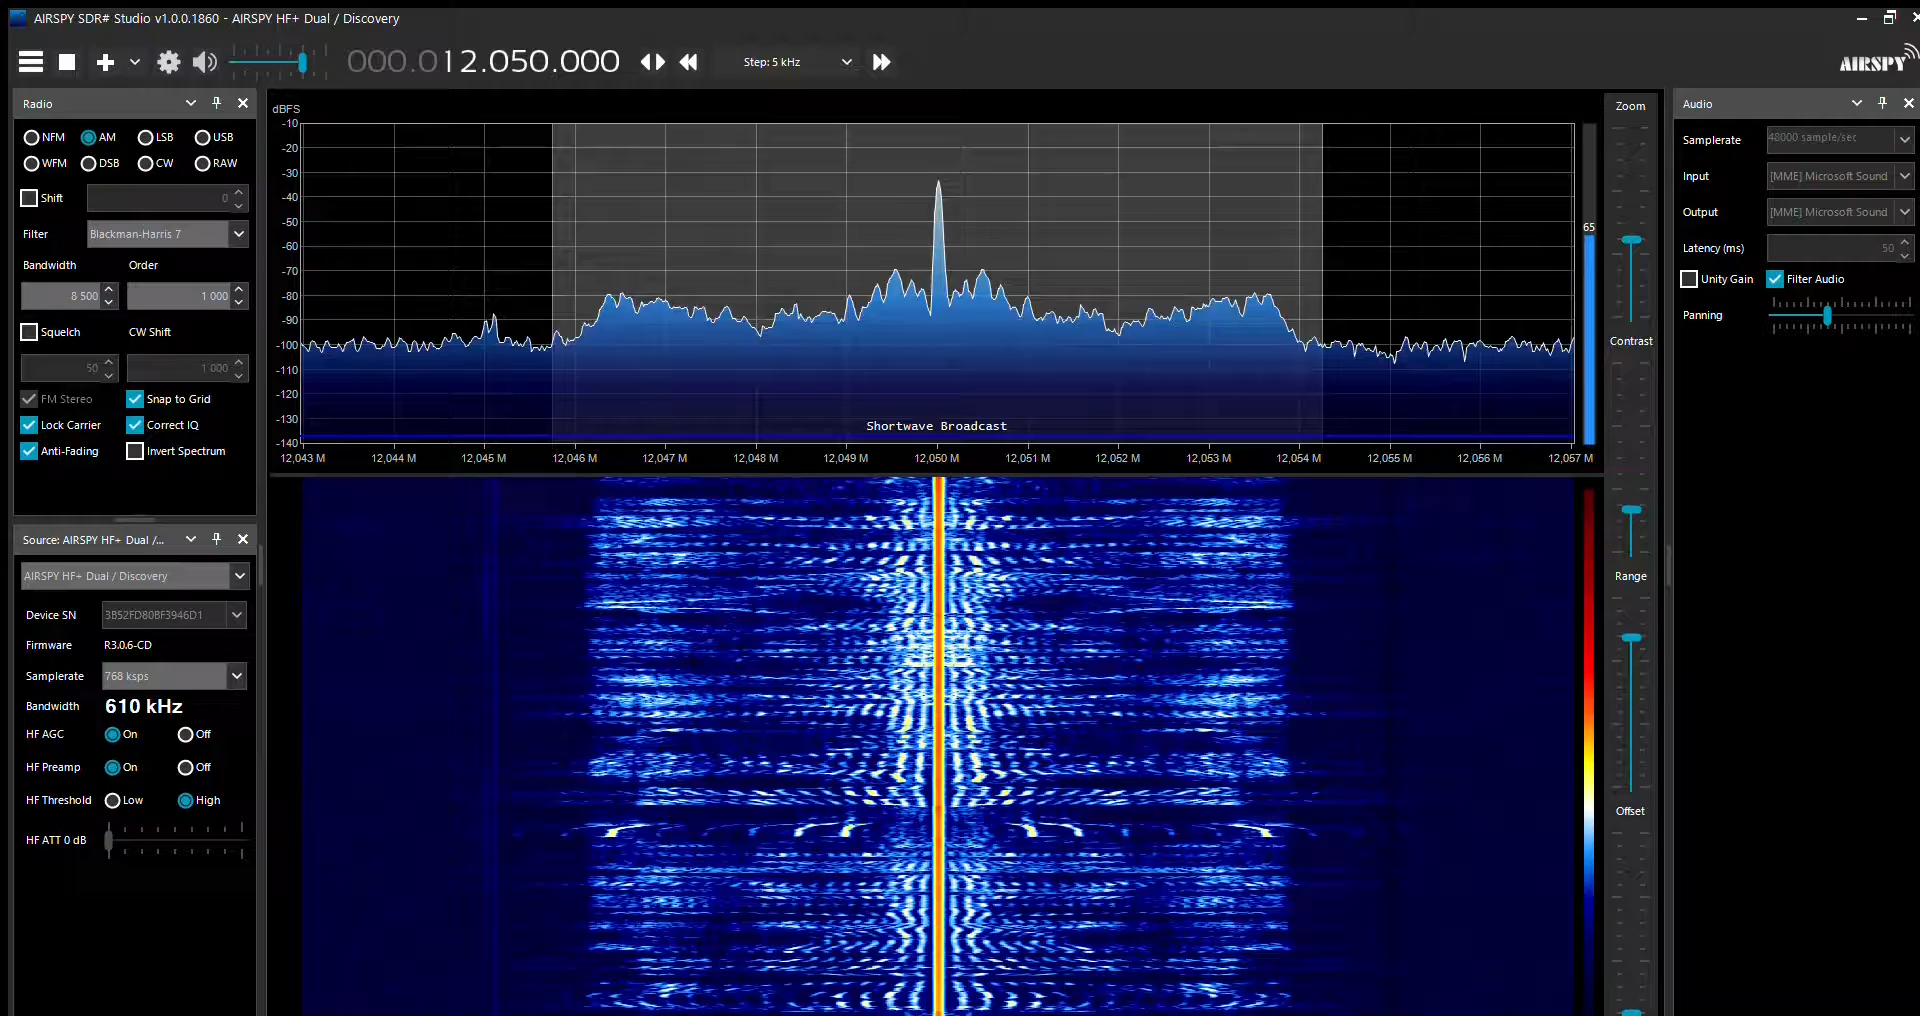 AIRSPY SDR# Studio v1.0.0.1860 - AIRSPY HF+ Dual / Discovery
000.012.050.000
Step: 5 kHz
AIRSPY
Radio
NFM AM LSB USB
WFM DSB CW RAW
Shift 0
Filter Blackman-Harris 7
Bandwidth Order
8 500 1 000
Squelch CW Shift
50 1 000
FM Stereo Snap to Grid
Lock Carrier Correct IQ
Anti-Fading Invert Spectrum
Source: AIRSPY HF+ Dual /...
AIRSPY HF+ Dual / Discovery
Device SN 3B52FD80BF3946D1
Firmware R3.0.6-CD
Samplerate 768 ksps
Bandwidth 610 kHz
HF AGC On Off
HF Preamp On Off
HF Threshold Low High
HF ATT 0 dB
dBFS
-10
-20
-30
-40
-50
-60
-70
-80
-90
-100
-110
-120
-130
-140
Shortwave Broadcast
12,043 M 12,044 M 12,045 M 12,046 M 12,047 M 12,048 M 12,049 M 12,050 M 12,051 M 12,052 M 12,053 M 12,054 M 12,055 M 12,056 M 12,057 M
65
Zoom
Contrast
Range
Offset
Audio
Samplerate 48000 sample/sec
Input [MME] Microsoft Sound
Output [MME] Microsoft Sound
Latency (ms) 50
Unity Gain Filter Audio
Panning